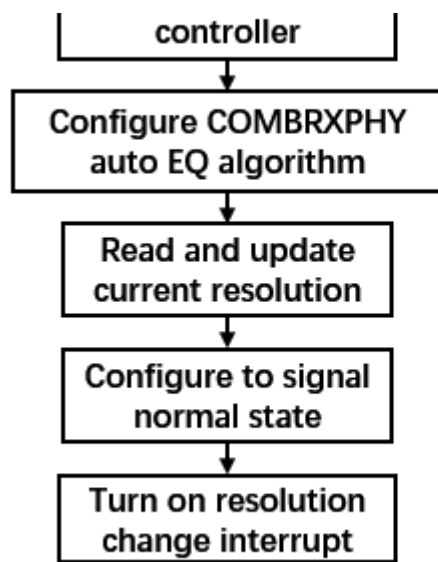 controller
Configure COMBRXPHY
auto EQ algorithm
Read and update
current resolution
Configure to signal
normal state
Turn on resolution
change interrupt